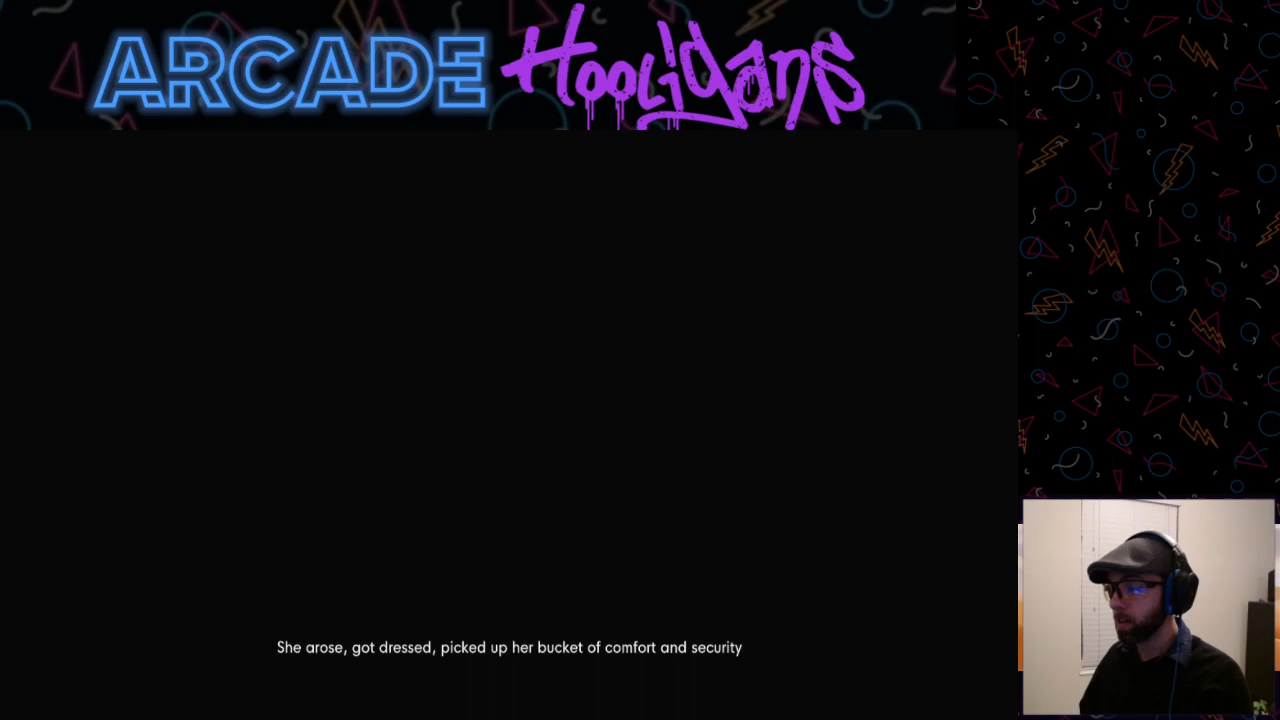 ARCADE Hooligans
She arose, got dressed, picked up her bucket of comfort and security